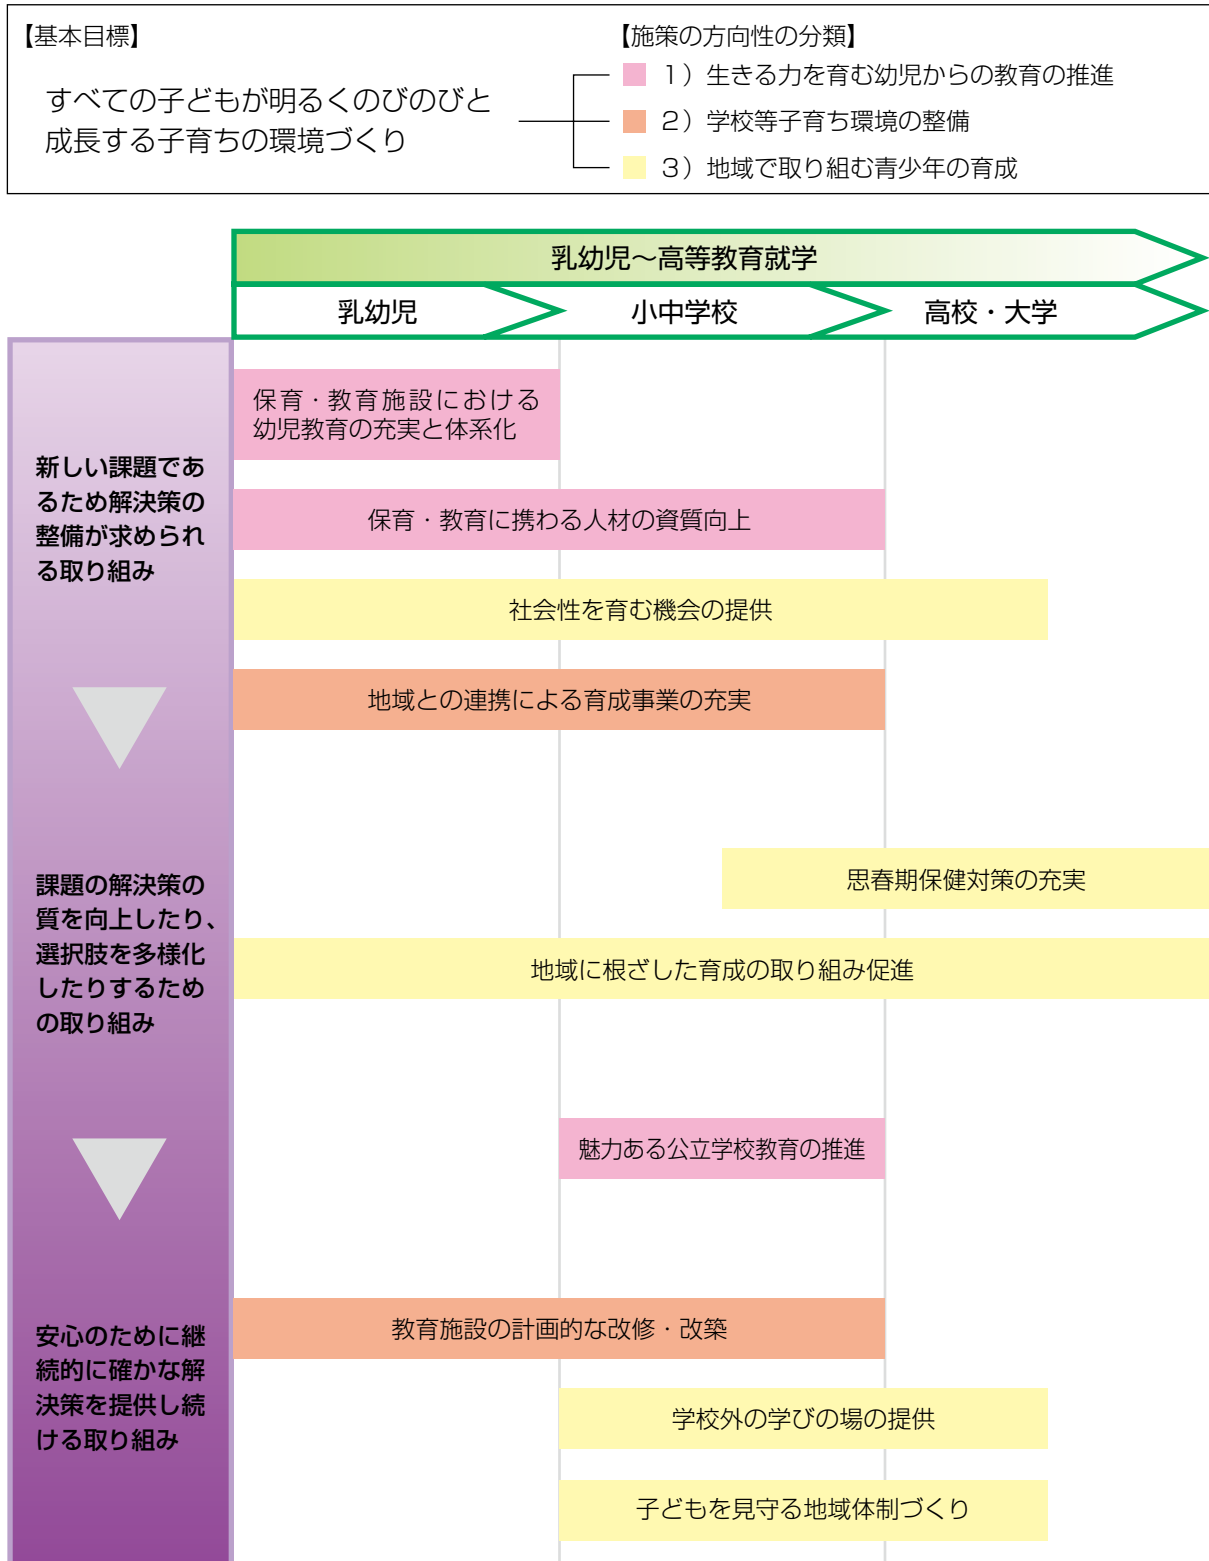 【基本目標】
すべての子どもが明るくのびのびと
成長する子育ちの環境づくり
【施策の方向性の分類】
1）生きる力を育む幼児からの教育の推進
2）学校等子育ち環境の整備
3）地域で取り組む青少年の育成
乳幼児～高等教育就学
乳幼児
小中学校
高校・大学
新しい課題であ
るため解決策の
整備が求められ
る取り組み
保育・教育施設における
幼児教育の充実と体系化
保育・教育に携わる人材の資質向上
社会性を育む機会の提供
地域との連携による育成事業の充実
課題の解決策の
質を向上したり、
選択肢を多様化
したりするため
の取り組み
思春期保健対策の充実
地域に根ざした育成の取り組み促進
魅力ある公立学校教育の推進
安心のために継
続的に確かな解
決策を提供し続
ける取り組み
教育施設の計画的な改修・改築
学校外の学びの場の提供
子どもを見守る地域体制づくり